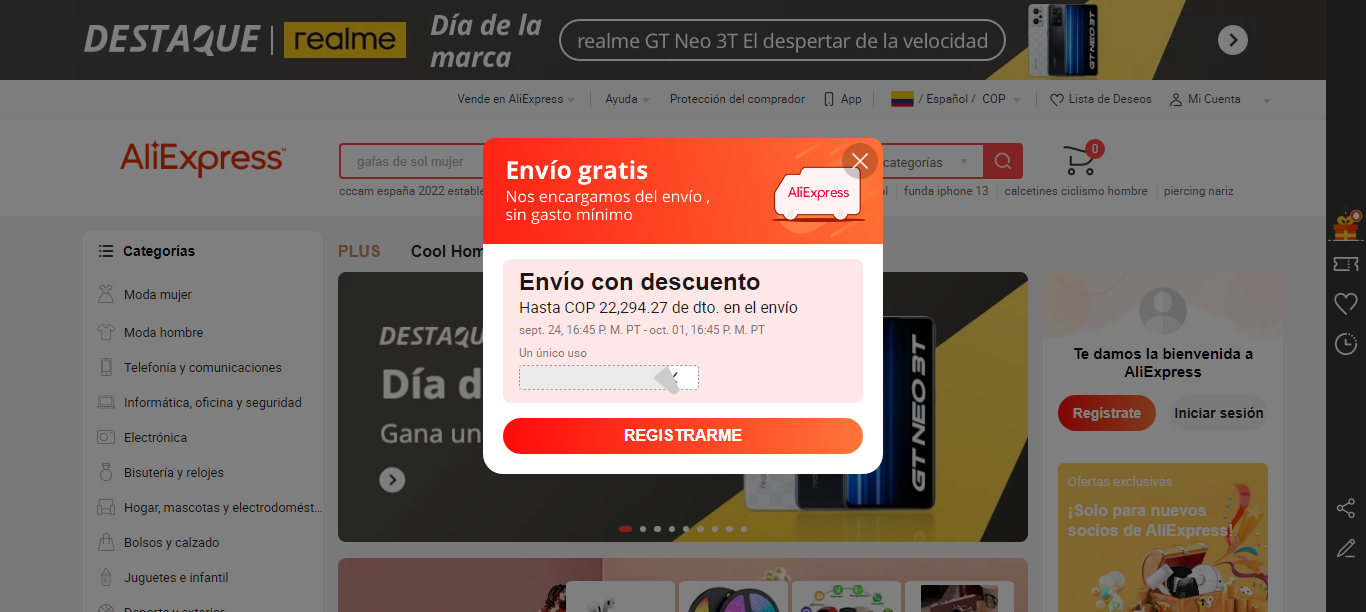 DESTAQUE
realme
Día de la
marca
realme GT Neo 3T El despertar de la velocidad
GT NEO 3T
Vende en AliExpress
Ayuda
Protección del comprador
App
/ Español /
COP
Lista de Deseos
Mi Cuenta
AliExpress
gafas de sol mujer
categorías
0
cccam españa 2022 estable
funda iphone 13
calcetines ciclismo hombre
piercing nariz
Envío gratis
Nos encargamos del envío ,
sin gasto mínimo
AliExpress
Envío con descuento
Hasta COP 22,294.27 de dto. en el envío
sept. 24, 16:45 P. M. PT - oct. 01, 16:45 P. M. PT
Un único uso
REGISTRARME
Categorías
Moda mujer
Moda hombre
Telefonía y comunicaciones
Informática, oficina y seguridad
Electrónica
Bisutería y relojes
Hogar, mascotas y electrodomést...
Bolsos y calzado
Juguetes e infantil
Deporte y exterior
PLUS
Cool Hom
DESTAQU
Día d
Gana un
GT NEO 3T
Te damos la bienvenida a
AliExpress
Regístrate
Iniciar sesión
Ofertas exclusivas
¡Solo para nuevos
socios de AliExpress!